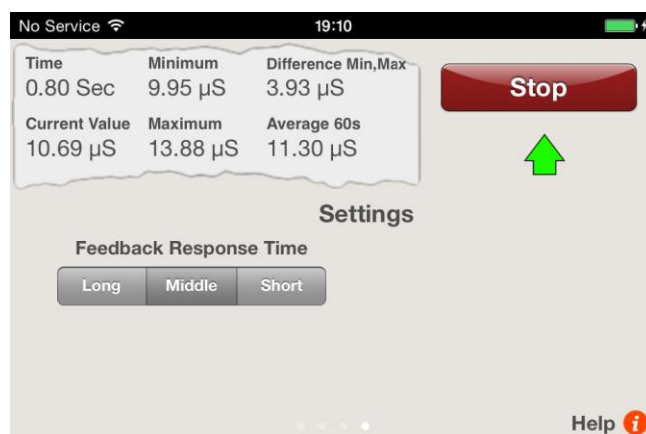 No Service 19:10
Time Minimum Difference Min,Max
0.80 Sec 9.95 µS 3.93 µS
Current Value Maximum Average 60s
10.69 µS 13.88 µS 11.30 µS
Stop
Settings
Feedback Response Time
Long Middle Short
Help i